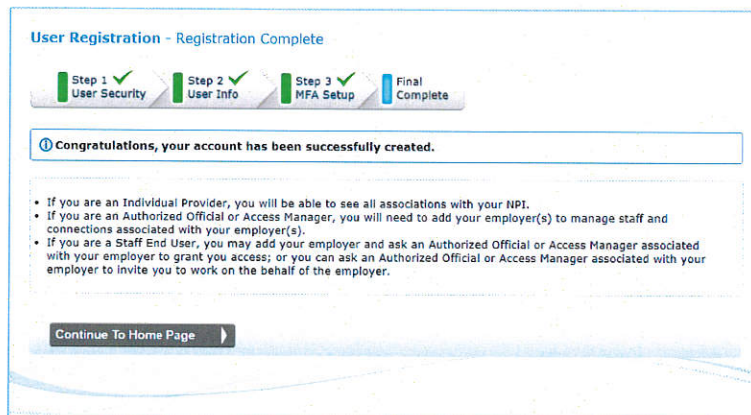 User Registration - Registration Complete
Step 1
User Security
Step 2
User Info
Step 3
MFA Setup
Final
Complete
Congratulations, your account has been successfully created.
• If you are an Individual Provider, you will be able to see all associations with your NPI.
• If you are an Authorized Official or Access Manager, you will need to add your employer(s) to manage staff and
connections associated with your employer(s).
• If you are a Staff End User, you may add your employer and ask an Authorized Official or Access Manager associated
with your employer to grant you access; or you can ask an Authorized Official or Access Manager associated with your
employer to invite you to work on the behalf of the employer.
Continue To Home Page